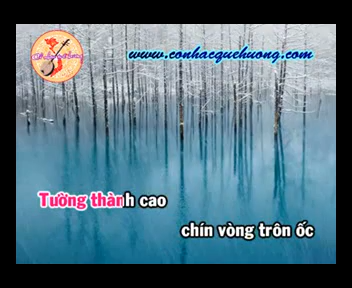 www.conhacquehuong.com
Tường thành cao
chín vòng trôn ốc